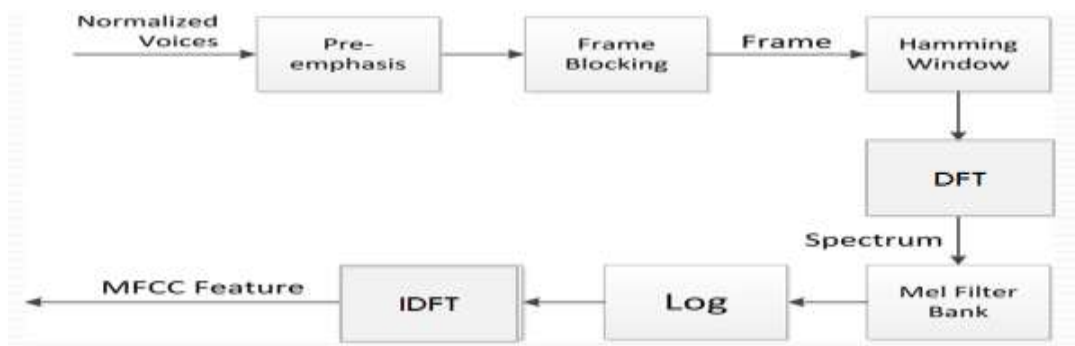 Normalized
Voices
Pre-
emphasis
Frame
Blocking
Frame
Hamming
Window
DFT
Spectrum
Mel Filter
Bank
Log
IDFT
MFCC Feature